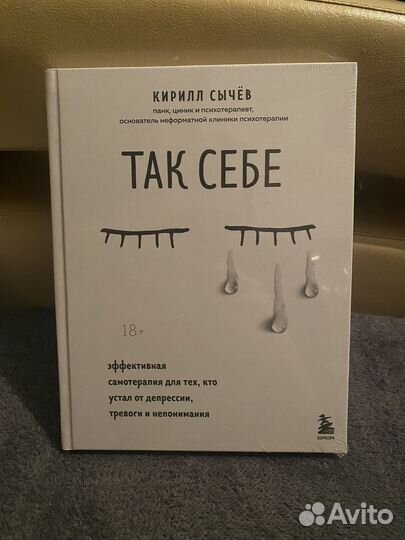 КИРИЛЛ СЫЧЁВ
панк, циник и психотерапевт,
основатель неформатной клиники психотерапии
ТАК СЕБЕ
18+
эффективная
самотерапия для тех, кто
устал от депрессии,
тревоги и непонимания
БОМБОРА
Avito